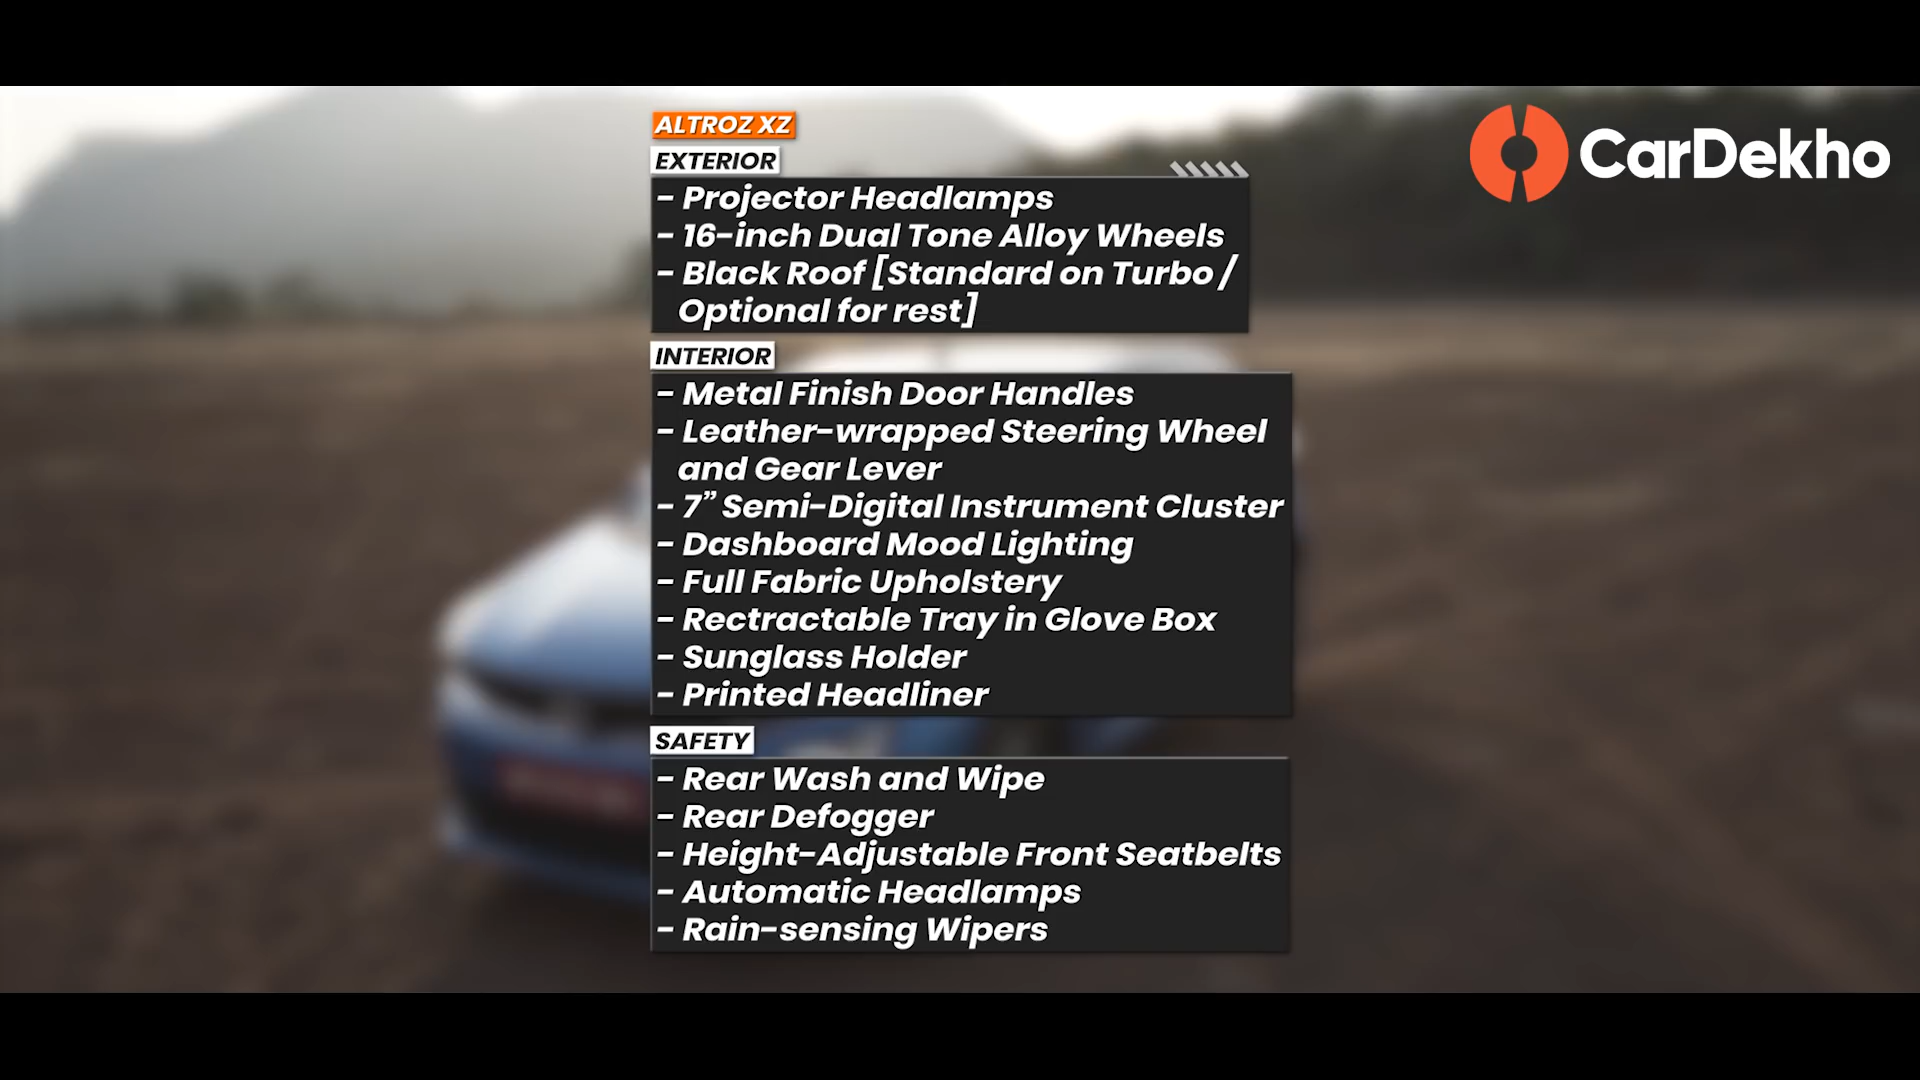 CarDekho
ALTROZ XZ
EXTERIOR
- Projector Headlamps
- 16-inch Dual Tone Alloy Wheels
- Black Roof [Standard on Turbo /
Optional for rest]
INTERIOR
- Metal Finish Door Handles
- Leather-wrapped Steering Wheel
and Gear Lever
- 7” Semi-Digital Instrument Cluster
- Dashboard Mood Lighting
- Full Fabric Upholstery
- Rectractable Tray in Glove Box
- Sunglass Holder
- Printed Headliner
SAFETY
- Rear Wash and Wipe
- Rear Defogger
- Height-Adjustable Front Seatbelts
- Automatic Headlamps
- Rain-sensing Wipers